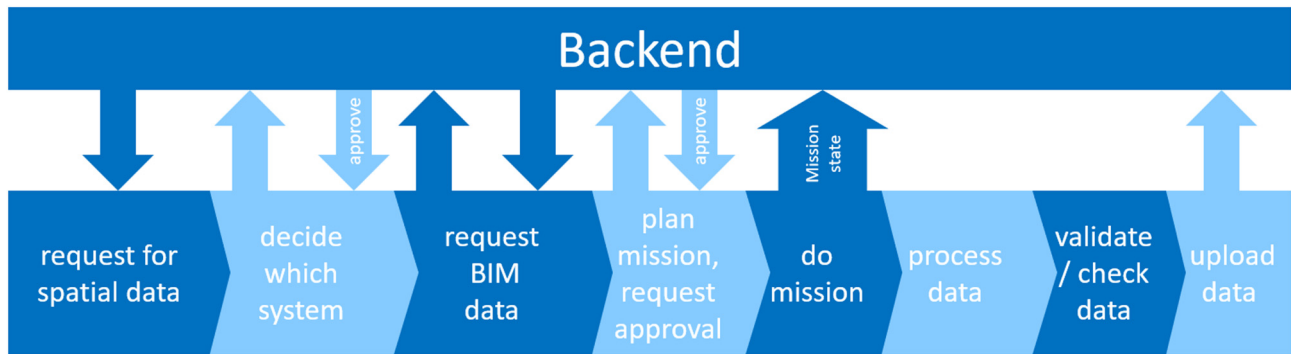 Backend
approve
approve
Mission
state
request for
spatial data
decide
which
system
request
BIM
data
plan
mission,
request
approval
do
mission
process
data
validate
/ check
data
upload
data